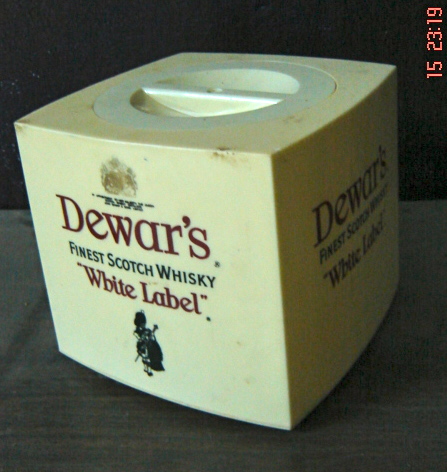 15 23:19
Dewar's
FINEST SCOTCH WHISKY
"White Label"
Dewar's
FINEST SCOTCH WHISKY
"White Label"